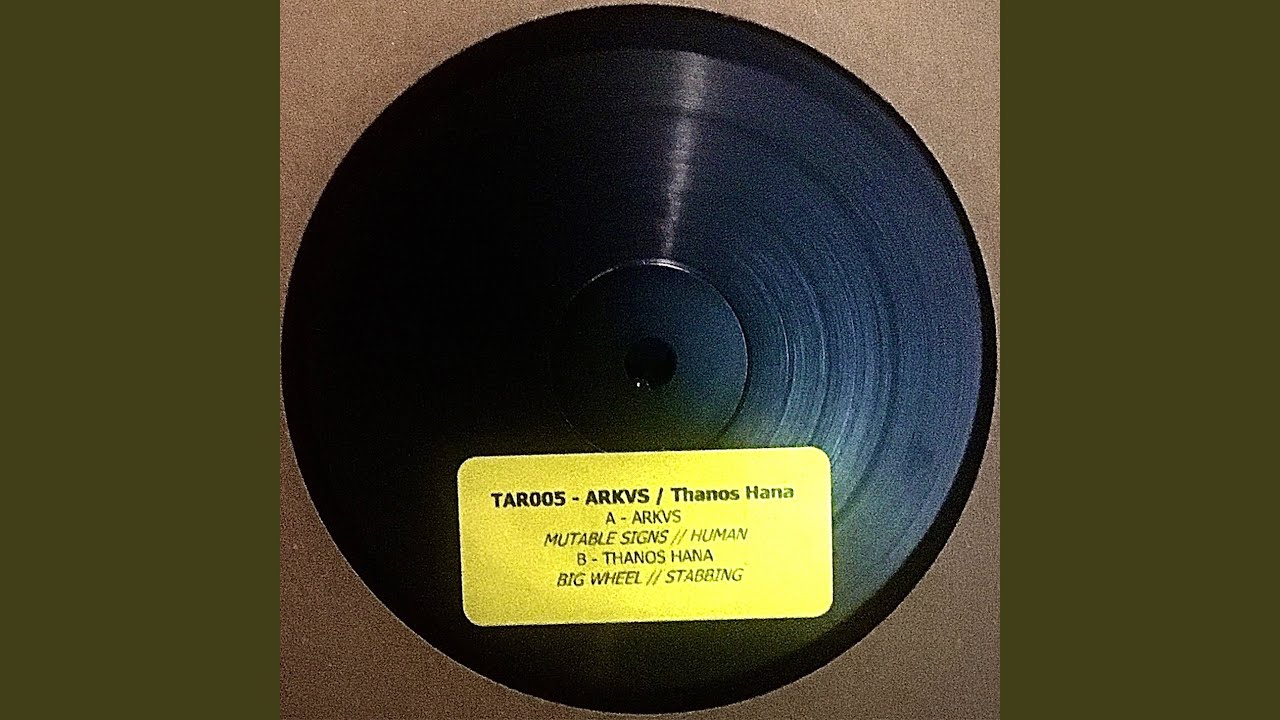 TAR005 - ARKVS / Thanos Hana
A - ARKVS
MUTABLE SIGNS // HUMAN
B - THANOS HANA
BIG WHEEL // STABBING